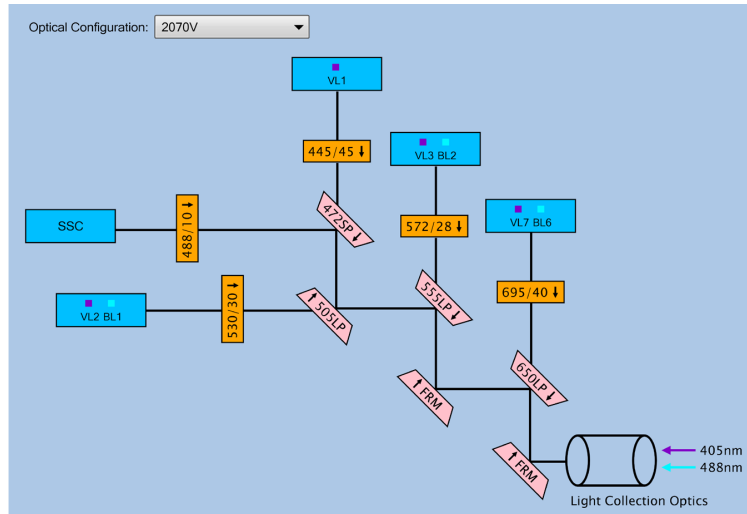 Optical Configuration: 2070V
VL1
445/45 ↓
VL3 BL2
472SP ↓
572/28 ↓
VL7 BL6
SSC
488/10 →
VL2 BL1
530/30 →
↑ 505LP
555LP ↓
695/40 ↓
↑ FRM
650LP ↓
↑ FRM
405nm
488nm
Light Collection Optics